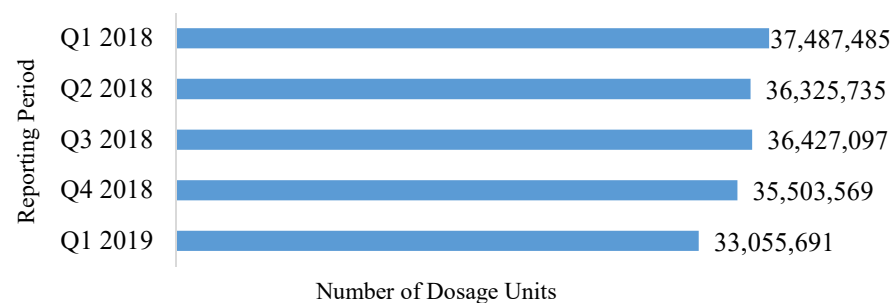 Reporting Period
Q1 2018 37,487,485
Q2 2018 36,325,735
Q3 2018 36,427,097
Q4 2018 35,503,569
Q1 2019 33,055,691
Number of Dosage Units